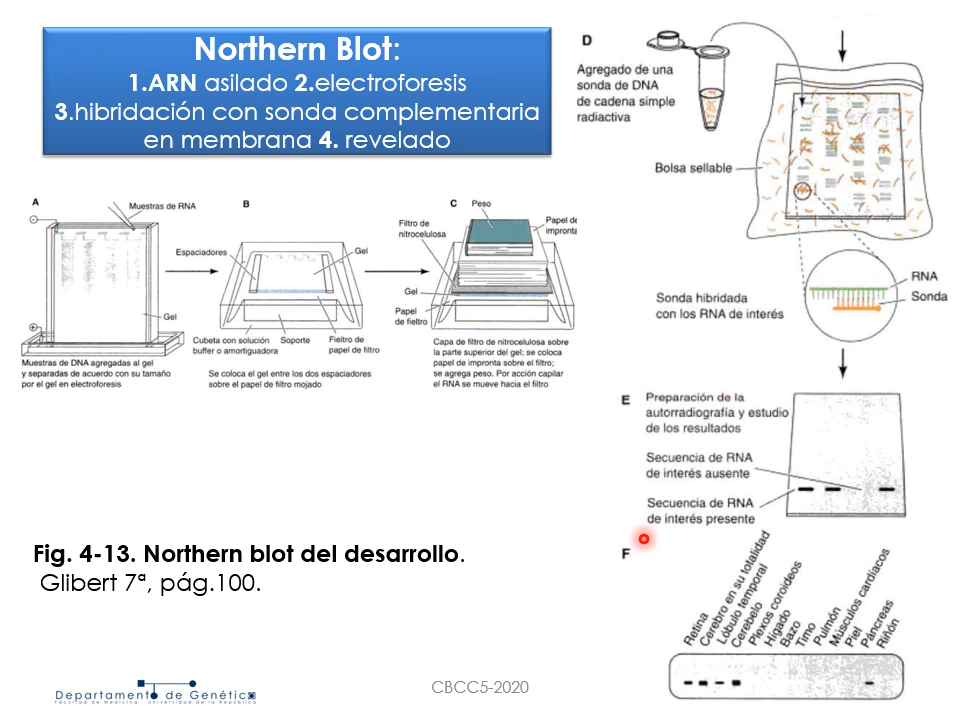 Northern Blot:
1.ARN asilado 2.electroforesis
3.hibridación con sonda complementaria
en membrana 4. revelado
A
Muestras de RNA
Gel
Muestras de DNA agregadas al gel
y separadas de acuerdo con su tamaño
por el gel en electroforesis
B
Espaciadores
Gel
Cubeta con solución
buffer o amortiguadora
Soporte
Fieltro de
papel de filtro
Se coloca el gel entre los dos espaciadores
sobre el papel de filtro mojado
C
Peso
Filtro de
nitrocelulosa
Papel de
impronta
Gel
Papel
de fieltro
Capa de filtro de nitrocelulosa sobre
la parte superior del gel; se coloca
papel de impronta sobre el filtro;
se agrega peso. Por acción capilar
el RNA se mueve hacia el filtro
D
Agregado de una
sonda de DNA
de cadena simple
radiactiva
Bolsa sellable
RNA
Sonda
Sonda hibridada
con los RNA de interés
E
Preparación de la
autorradiografía y estudio
de los resultados
Secuencia de RNA
de interés ausente
Secuencia de RNA
de interés presente
F
Retina
Cerebro en su totalidad
Lóbulo temporal
Cerebelo
Plexos coroideos
Hígado
Bazo
Timo
Pulmón
Músculos cardíacos
Piel
Páncreas
Riñón
Fig. 4-13. Northern blot del desarrollo.
Glibert 7ª, pág.100.
Departamento de Genética
Facultad de Medicina Universidad de la República
CBCC5-2020